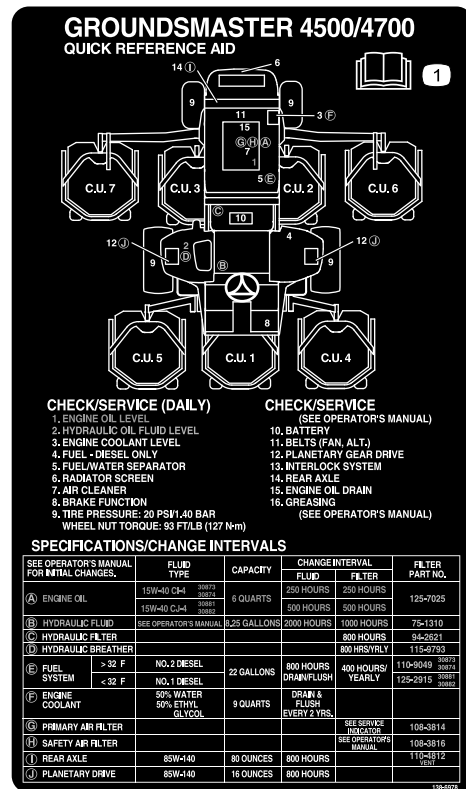 GROUNDSMASTER 4500/4700
QUICK REFERENCE AID
1
14 Ⓘ
6
9
9
11
15
3 Ⓕ
Ⓖ Ⓗ Ⓐ
7
1
5 Ⓔ
C.U. 7
C.U. 3
C.U. 2
C.U. 6
Ⓒ
10
12 Ⓙ
2
Ⓓ
4
12 Ⓙ
9
9
Ⓑ
8
C.U. 5
C.U. 1
C.U. 4
CHECK/SERVICE (DAILY)
1. ENGINE OIL LEVEL
2. HYDRAULIC OIL FLUID LEVEL
3. ENGINE COOLANT LEVEL
4. FUEL - DIESEL ONLY
5. FUEL/WATER SEPARATOR
6. RADIATOR SCREEN
7. AIR CLEANER
8. BRAKE FUNCTION
9. TIRE PRESSURE: 20 PSI/1.40 BAR
WHEEL NUT TORQUE: 93 FT/LB (127 N•m)
CHECK/SERVICE
(SEE OPERATOR'S MANUAL)
10. BATTERY
11. BELTS (FAN, ALT.)
12. PLANETARY GEAR DRIVE
13. INTERLOCK SYSTEM
14. REAR AXLE
15. ENGINE OIL DRAIN
16. GREASING
(SEE OPERATOR'S MANUAL)
SPECIFICATIONS/CHANGE INTERVALS
SEE OPERATOR'S MANUAL FOR INITIAL CHANGES. FLUID TYPE CAPACITY CHANGE INTERVAL FLUID FILTER FILTER PART NO.
Ⓐ ENGINE OIL 15W-40 CI-4 30873 30874 6 QUARTS 250 HOURS 250 HOURS 125-7025
15W-40 CJ-4 30881 30882 500 HOURS 500 HOURS
Ⓑ HYDRAULIC FLUID SEE OPERATOR'S MANUAL 8.25 GALLONS 2000 HOURS 1000 HOURS 75-1310
Ⓒ HYDRAULIC FILTER 800 HOURS 94-2621
Ⓓ HYDRAULIC BREATHER 800 HRS/YRLY 115-9793
Ⓔ FUEL SYSTEM > 32 F NO. 2 DIESEL 22 GALLONS 800 HOURS DRAIN/FLUSH 400 HOURS/ YEARLY 110-9049 30873 30874
< 32 F NO. 1 DIESEL 125-2915 30881 30882
Ⓕ ENGINE COOLANT 50% WATER 50% ETHYL GLYCOL 9 QUARTS DRAIN & FLUSH EVERY 2 YRS.
Ⓖ PRIMARY AIR FILTER SEE SERVICE INDICATOR 108-3814
Ⓗ SAFETY AIR FILTER SEE OPERATOR'S MANUAL 108-3816
Ⓘ REAR AXLE 85W-140 80 OUNCES 800 HOURS 110-4812 VENT
Ⓙ PLANETARY DRIVE 85W-140 16 OUNCES 800 HOURS
138-6978